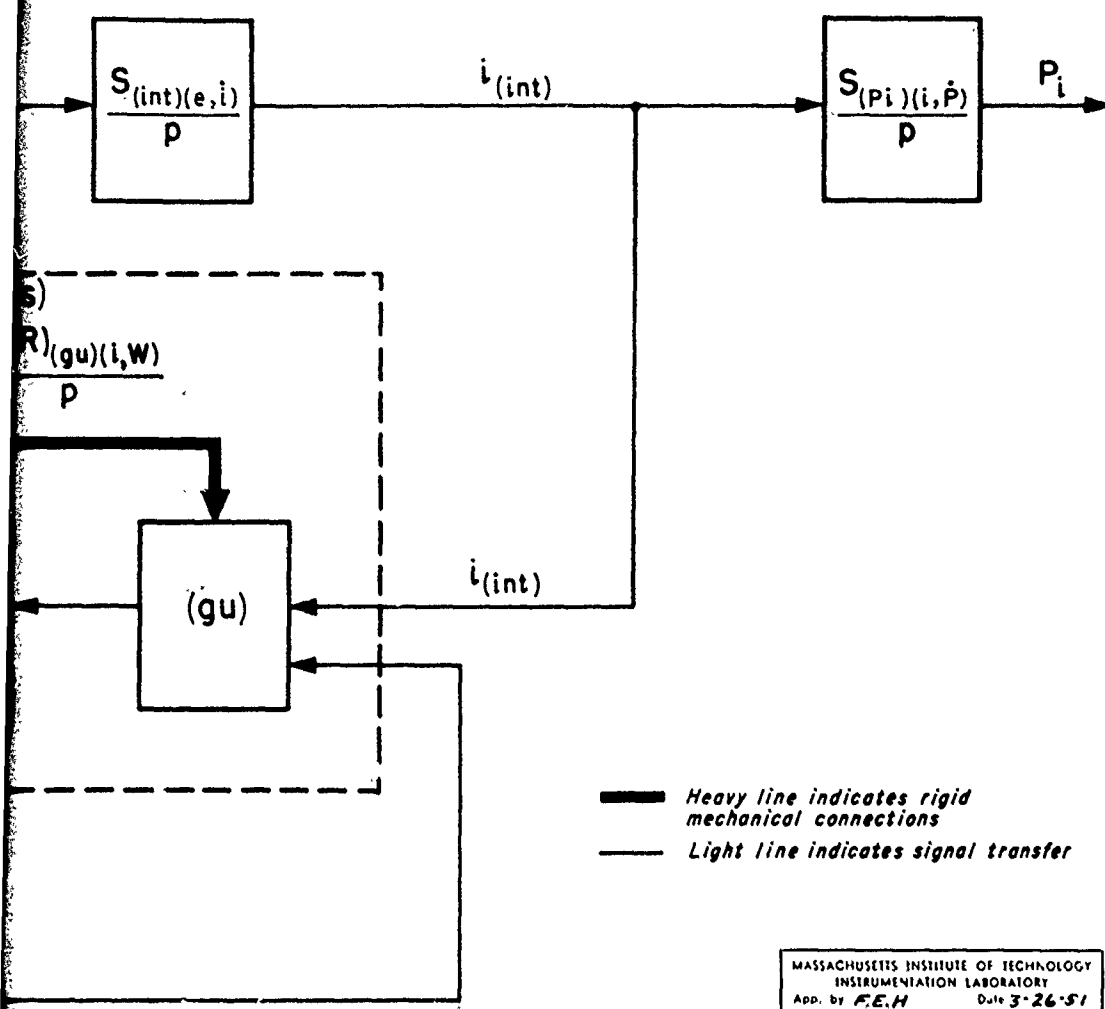 S(int)(e,i)
p
i(int)
S(Pi)(i,Ṗ)
p
Pi
s)
R)(gu)(i,W)
p
(gu)
i(int)
Heavy line indicates rigid
mechanical connections
Light line indicates signal transfer
MASSACHUSETTS INSTITUTE OF TECHNOLOGY
INSTRUMENTATION LABORATORY
App. by F.E.H Date 3-26-51